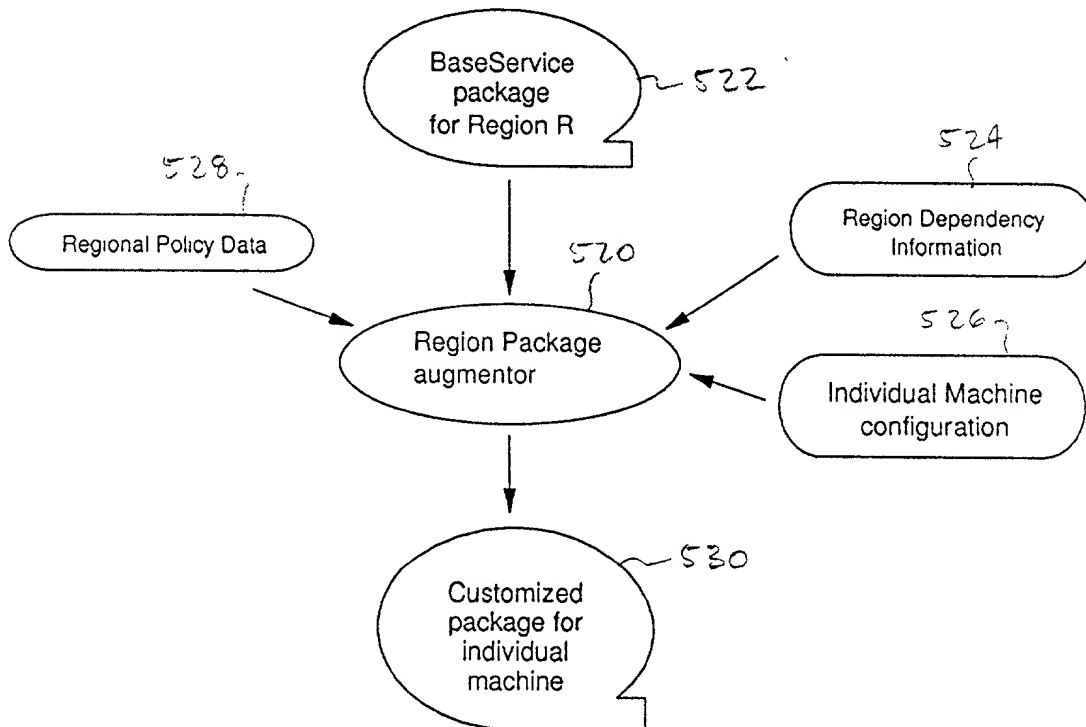 BaseService
package
for Region R
522
528
Regional Policy Data
524
Region Dependency
Information
520
Region Package
augmentor
526
Individual Machine
configuration
530
Customized
package for
individual
machine